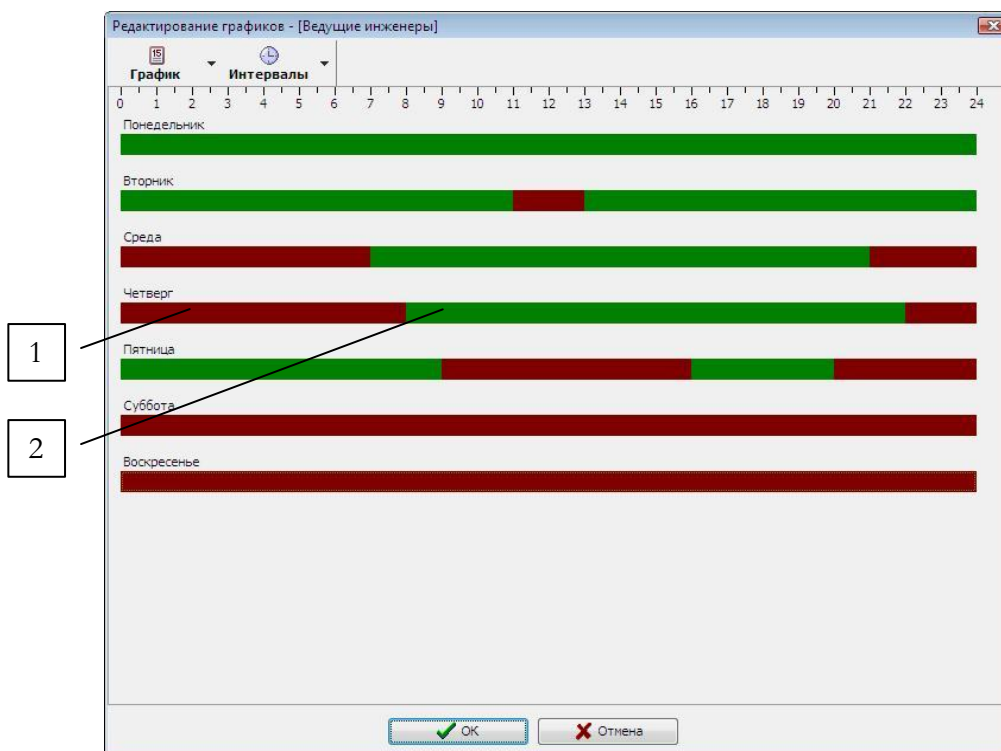 Редактирование графиков - [Ведущие инженеры]
15
График Интервалы
0 1 2 3 4 5 6 7 8 9 10 11 12 13 14 15 16 17 18 19 20 21 22 23 24
Понедельник
Вторник
Среда
Четверг
1
Пятница
Суббота
2
Воскресенье
OK Отмена